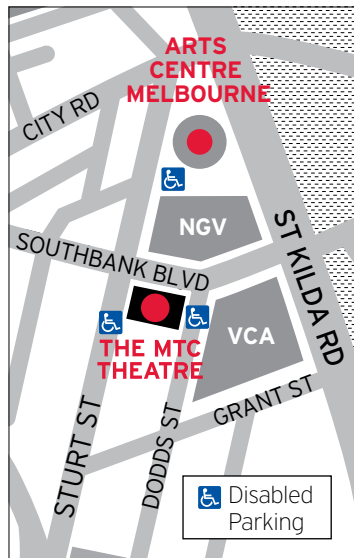 ARTS
CENTRE
MELBOURNE
CITY RD
NGV
ST KILDA RD
SOUTHBANK BLVD
VCA
THE MTC
THEATRE
GRANT ST
STURT ST
DODDS ST
Disabled
Parking